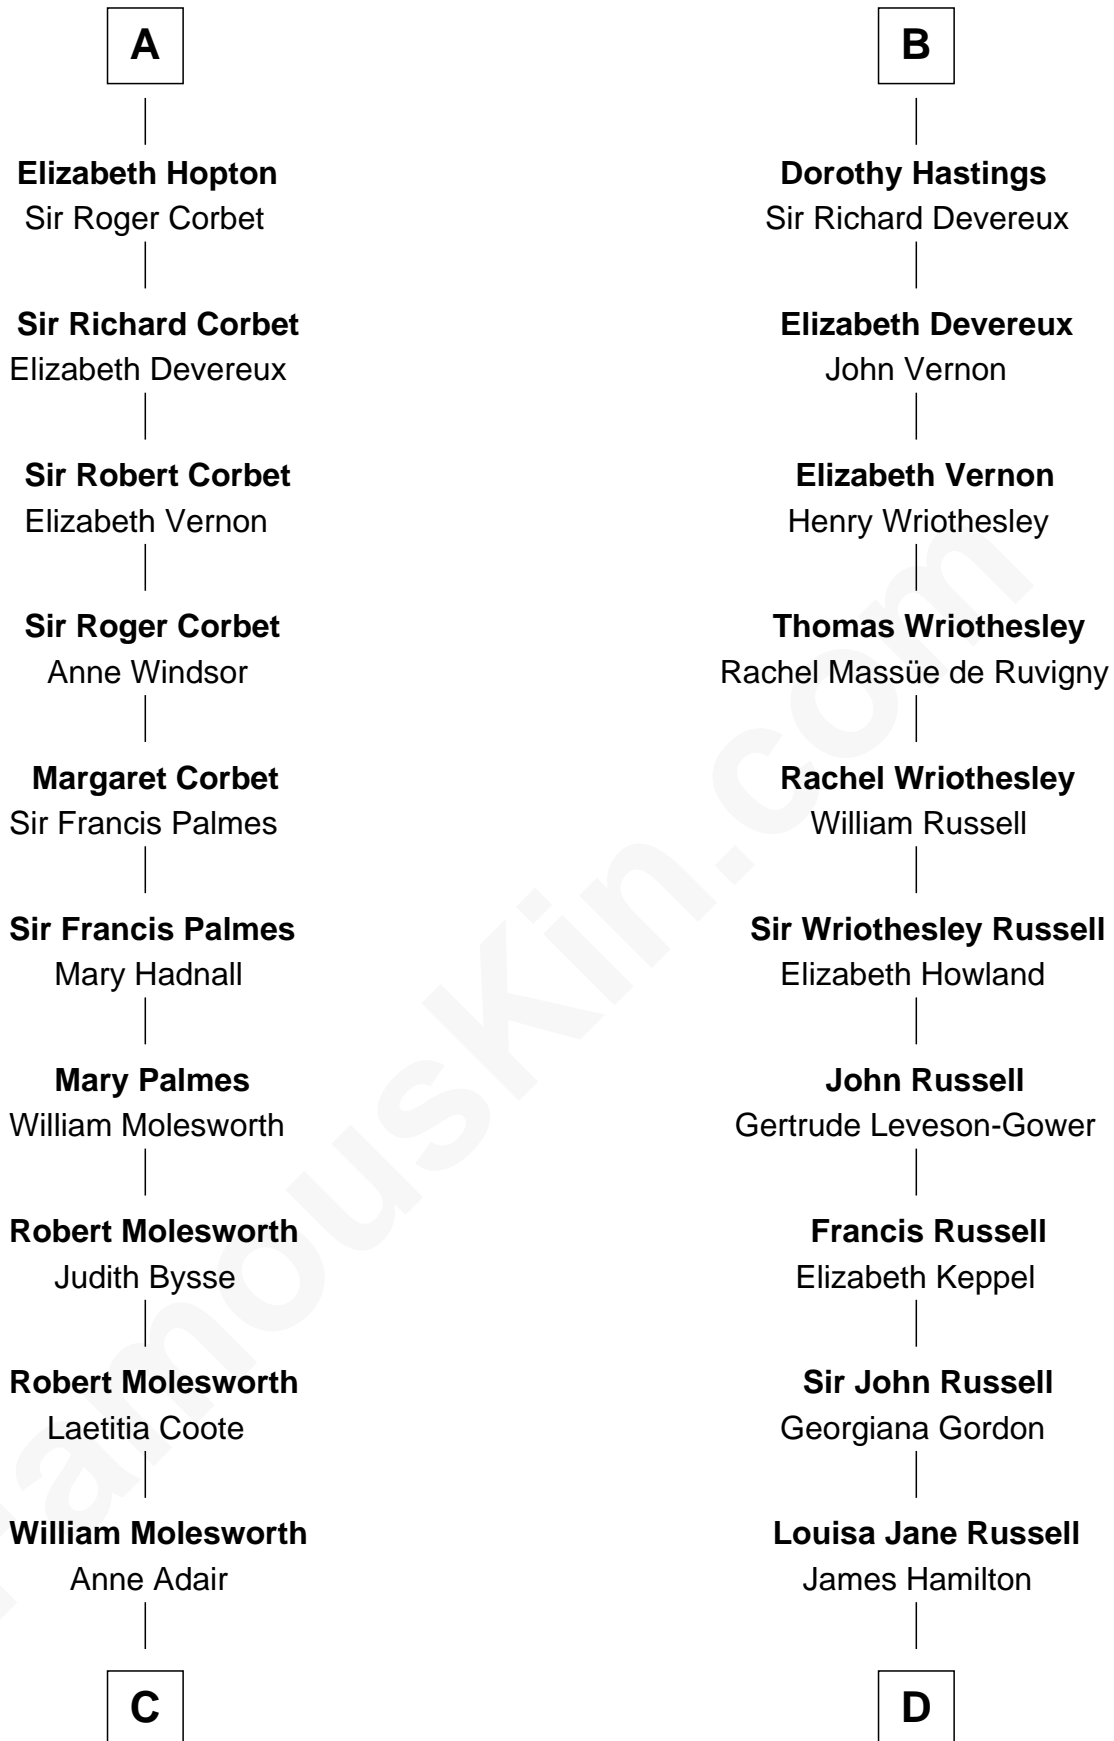 A
Elizabeth Hopton
Sir Roger Corbet
Sir Richard Corbet
Elizabeth Devereux
Sir Robert Corbet
Elizabeth Vernon
Sir Roger Corbet
Anne Windsor
Margaret Corbet
Sir Francis Palmes
Sir Francis Palmes
Mary Hadnall
Mary Palmes
William Molesworth
Robert Molesworth
Judith Bysse
Robert Molesworth
Laetitia Coote
William Molesworth
Anne Adair
C
B
Dorothy Hastings
Sir Richard Devereux
Elizabeth Devereux
John Vernon
Elizabeth Vernon
Henry Wriothesley
Thomas Wriothesley
Rachel Massüe de Ruvigny
Rachel Wriothesley
William Russell
Sir Wriothesley Russell
Elizabeth Howland
John Russell
Gertrude Leveson-Gower
Francis Russell
Elizabeth Keppel
Sir John Russell
Georgiana Gordon
Louisa Jane Russell
James Hamilton
D
FamousKin.com